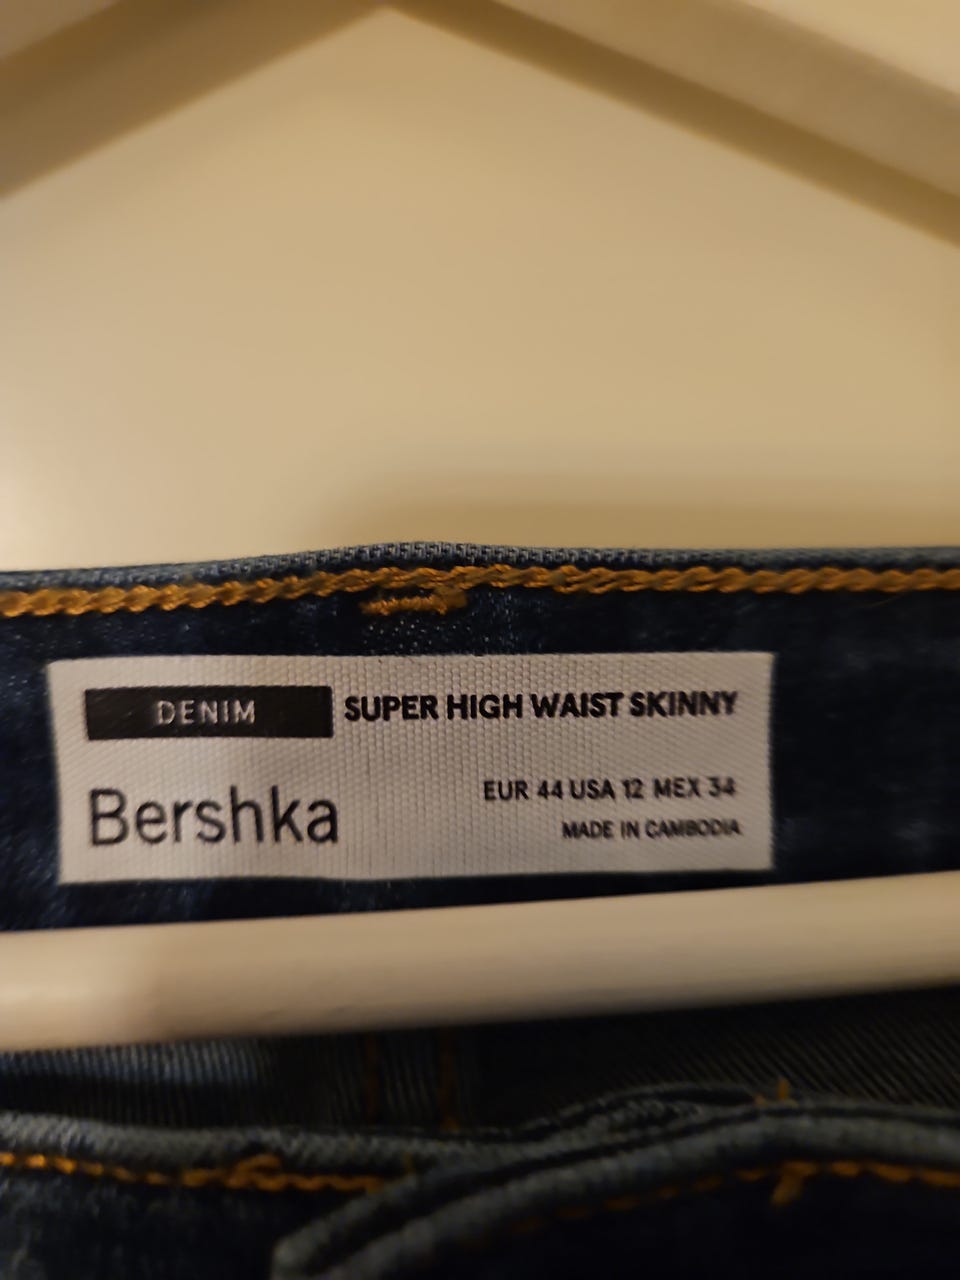 DENIM SUPER HIGH WAIST SKINNY
Bershka
EUR 44 USA 12 MEX 34
MADE IN CAMBODIA